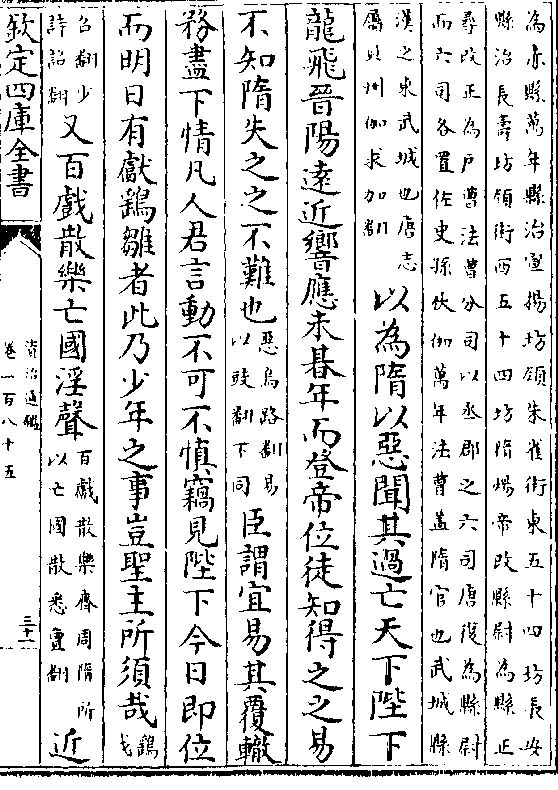 為赤縣萬年縣治宣揚坊領朱雀街東五十四坊長安
縣治長壽坊領街西五十四坊隋煬帝改縣尉為縣正
尋改正為戶曹法曹分司以丞郡之六司唐復為縣尉
而六司各置佐史孫伏伽萬年法曹蓋隋官也武城縣
漢之東武城也唐志
屬貝州伽求加翻
以為隋以惡聞其過亡天下陛下
龍飛晉陽遠近響應未朞年而登帝位徒知得之之易
不知隋失之之不難也
惡烏路翻易
以豉翻下同
臣謂宜易其覆轍
務盡下情凡人君言動不可不慎竊見陛下今日即位
而明日有獻鷂雛者此乃少年之事豈聖主所須哉
鷂弋
召翻少
詩詔翻
又百戲散樂亡國淫聲
百戲散樂齊周隋所
以亡國散悉亶翻
近
欽定四庫全書
資治通鑑
卷一百八十五
三十